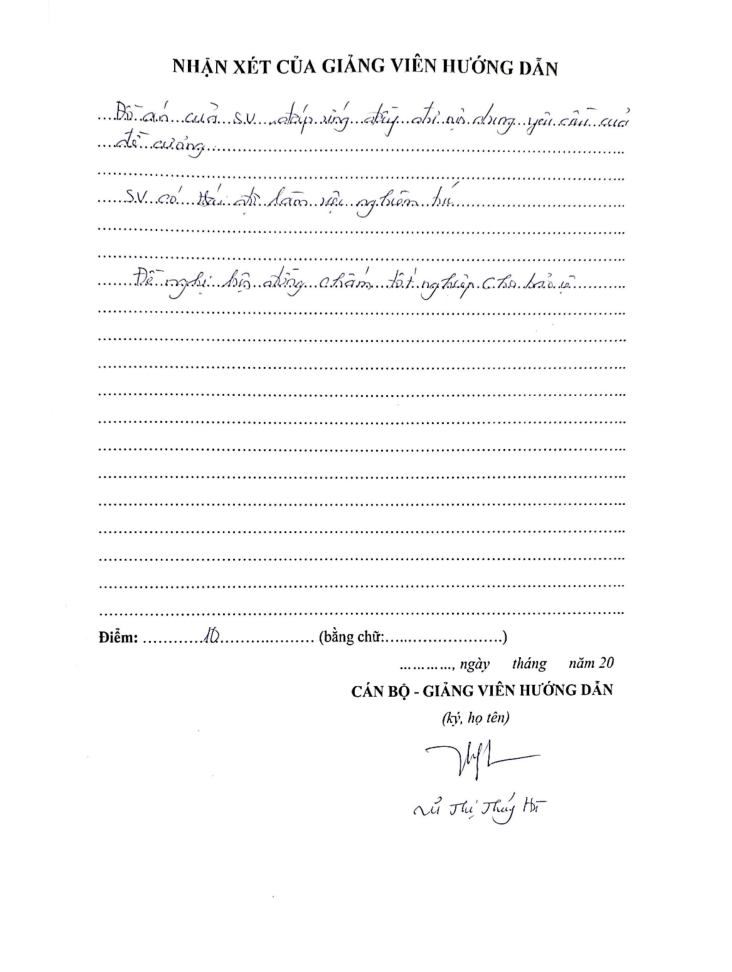 NHẬN XÉT CỦA GIẢNG VIÊN HƯỚNG DẪN
Đồ án của SV đáp ứng đầy đủ nội dung yêu cầu của
đề cương
SV có thái độ làm việc nghiêm túc
Đề nghị hội đồng chấm tốt nghiệp cho bảo vệ
Điểm: 10 (bằng chữ: )
, ngày tháng năm 20
CÁN BỘ - GIẢNG VIÊN HƯỚNG DẪN
(ký, họ tên)
Thị Thúy